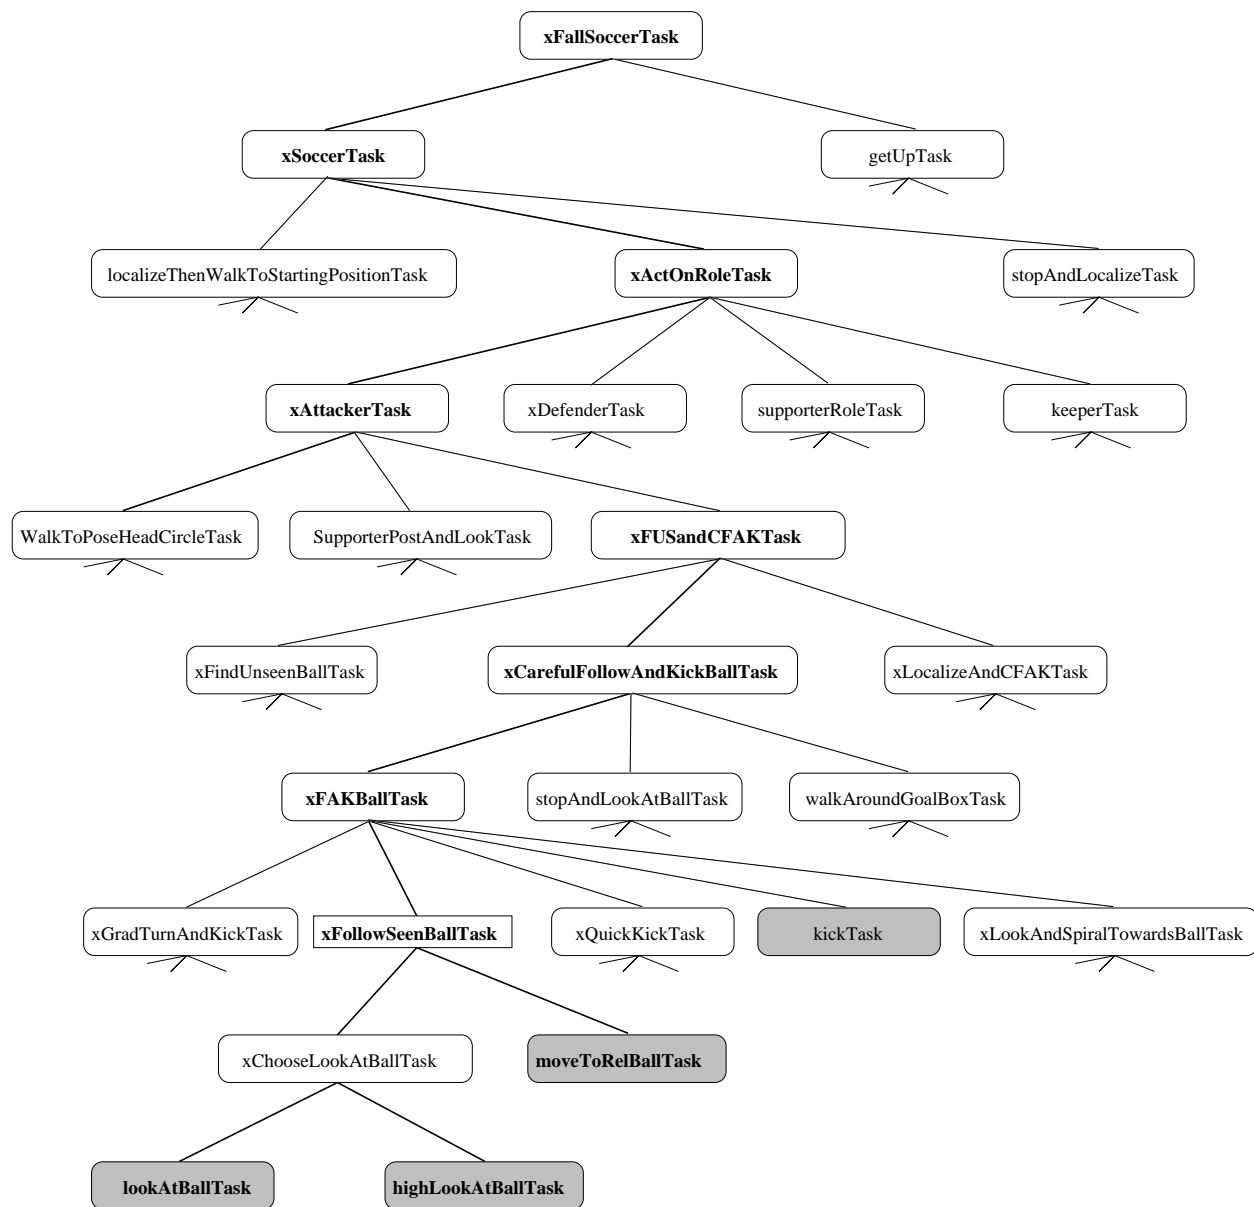 xFallSoccerTask
xSoccerTask
getUpTask
localizeThenWalkToStartingPositionTask
xActOnRoleTask
stopAndLocalizeTask
xAttackerTask
xDefenderTask
supporterRoleTask
keeperTask
WalkToPoseHeadCircleTask
SupporterPostAndLookTask
xFUSandCFAKTask
xFindUnseenBallTask
xCarefulFollowAndKickBallTask
xLocalizeAndCFAKTask
xFAKBallTask
stopAndLookAtBallTask
walkAroundGoalBoxTask
xGradTurnAndKickTask
xFollowSeenBallTask
xQuickKickTask
kickTask
xLookAndSpiralTowardsBallTask
xChooseLookAtBallTask
moveToRelBallTask
lookAtBallTask
highLookAtBallTask